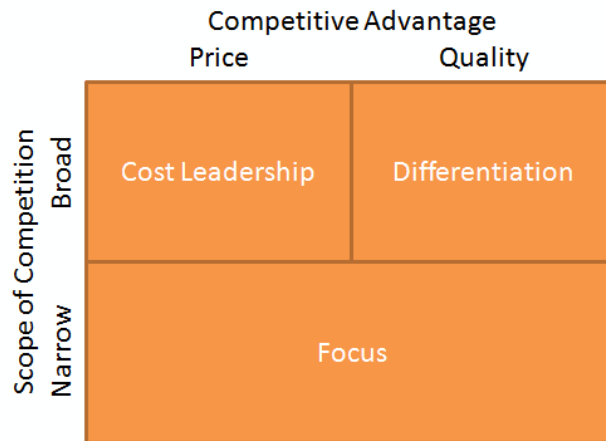 Competitive Advantage
Price Quality
Scope of Competition
Broad
Cost Leadership Differentiation
Narrow
Focus